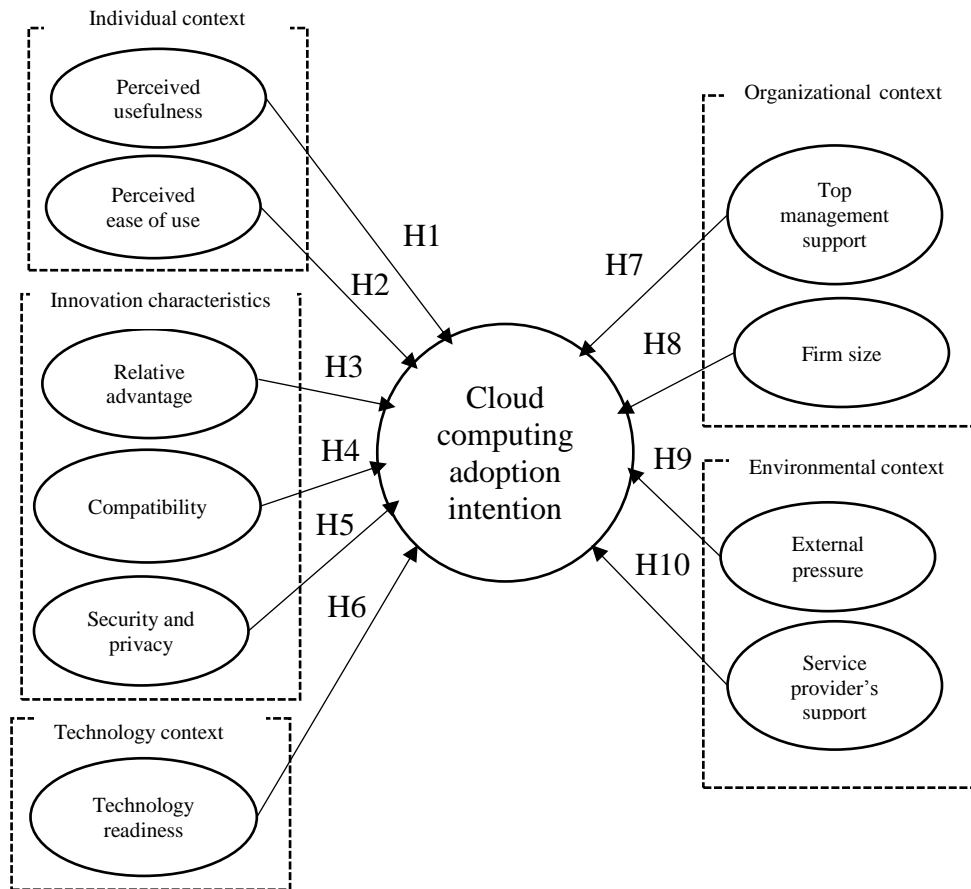 Individual context
Perceived
usefulness
Perceived
ease of use
H1
H2
Innovation characteristics
Relative
advantage
Compatibility
Security and
privacy
H3
H4
H5
H6
Technology context
Technology
readiness
Cloud
computing
adoption
intention
Organizational context
Top
management
support
Firm size
H7
H8
Environmental context
External
pressure
Service
provider’s
support
H9
H10